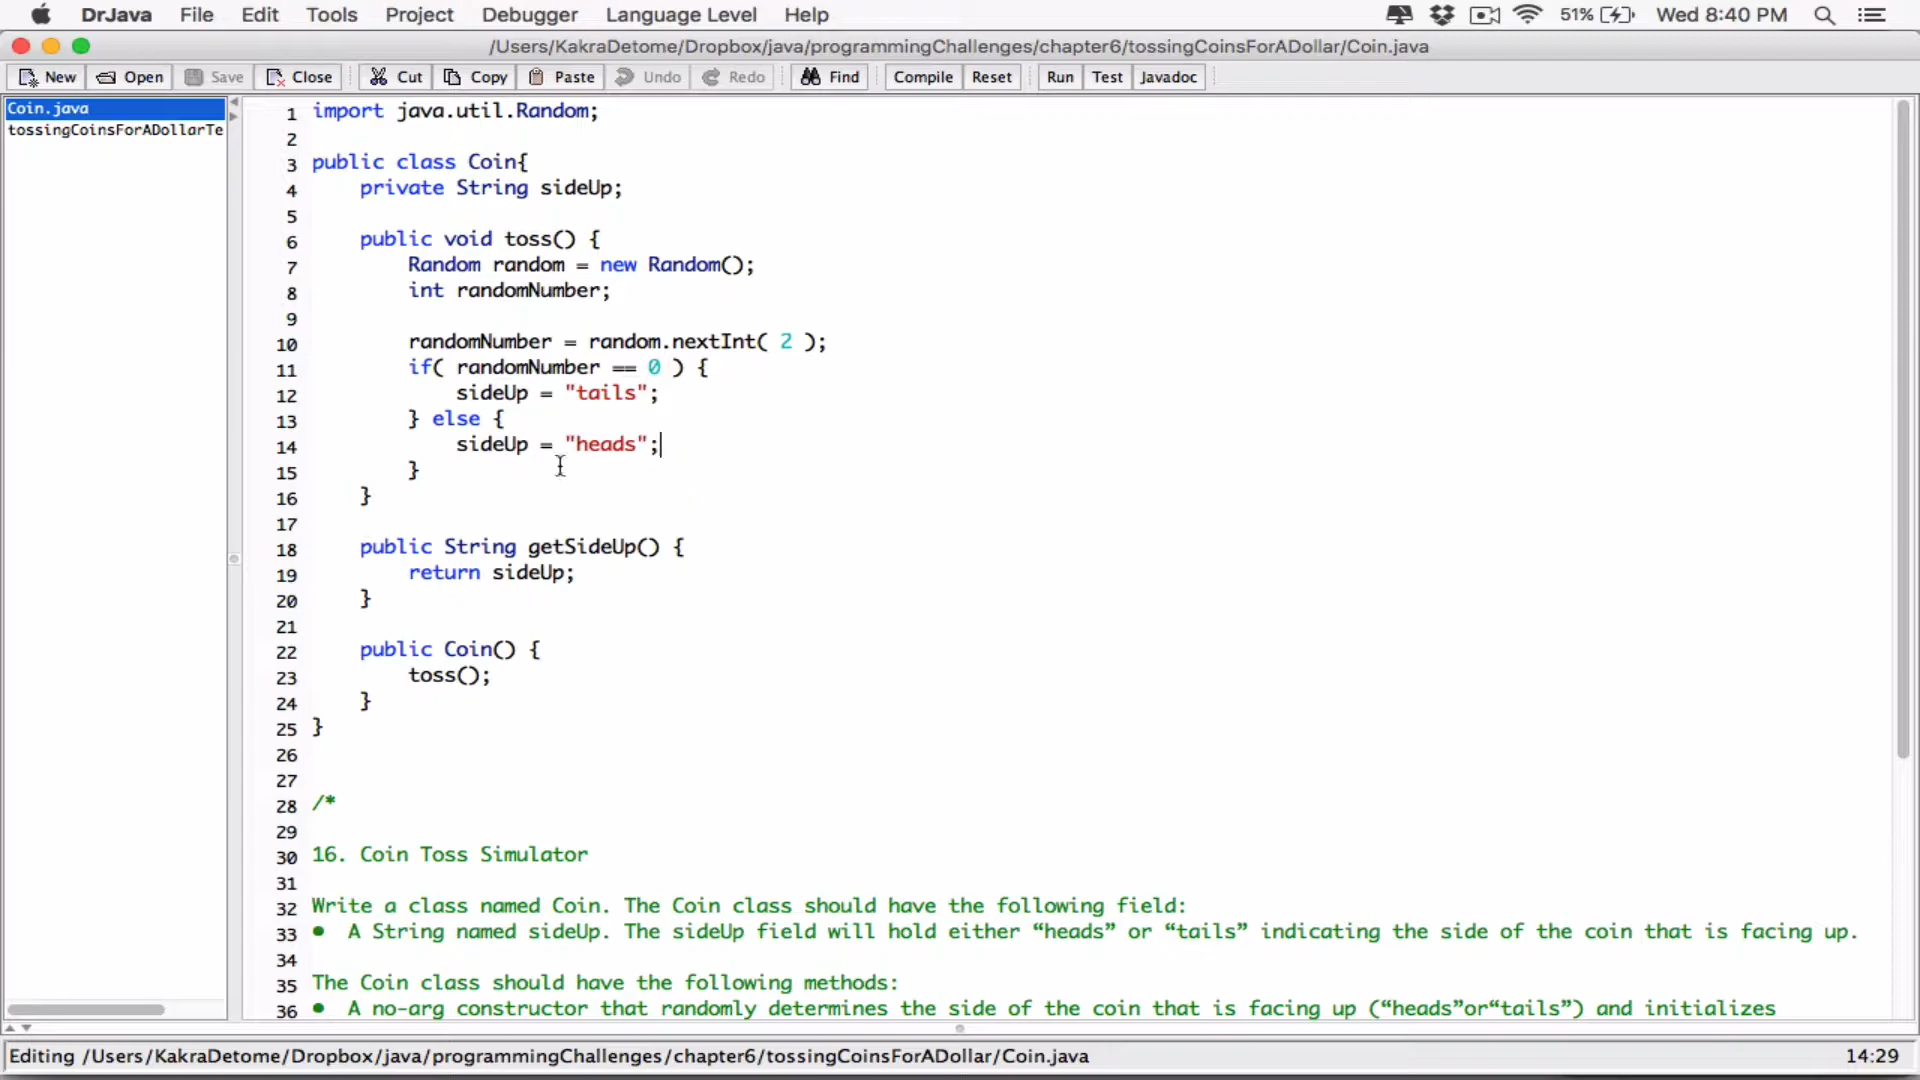 DrJava File Edit Tools Project Debugger Language Level Help 51% Wed 8:40 PM
/Users/KakraDetome/Dropbox/java/programmingChallenges/chapter6/tossingCoinsForADollar/Coin.java
New Open Save Close Cut Copy Paste Undo Redo Find Compile Reset Run Test Javadoc
Coin.java
tossingCoinsForADollarTe
1 import java.util.Random;
2
3 public class Coin{
4 private String sideUp;
5
6 public void toss() {
7 Random random = new Random();
8 int randomNumber;
9
10 randomNumber = random.nextInt( 2 );
11 if( randomNumber == 0 ) {
12 sideUp = "tails";
13 } else {
14 sideUp = "heads";
15 }
16 }
17
18 public String getSideUp() {
19 return sideUp;
20 }
21
22 public Coin() {
23 toss();
24 }
25 }
26
27
28 /*
29
30 16. Coin Toss Simulator
31
32 Write a class named Coin. The Coin class should have the following field:
33 • A String named sideUp. The sideUp field will hold either “heads” or “tails” indicating the side of the coin that is facing up.
34
35 The Coin class should have the following methods:
36 • A no-arg constructor that randomly determines the side of the coin that is facing up (“heads”or“tails”) and initializes
Editing /Users/KakraDetome/Dropbox/java/programmingChallenges/chapter6/tossingCoinsForADollar/Coin.java 14:29